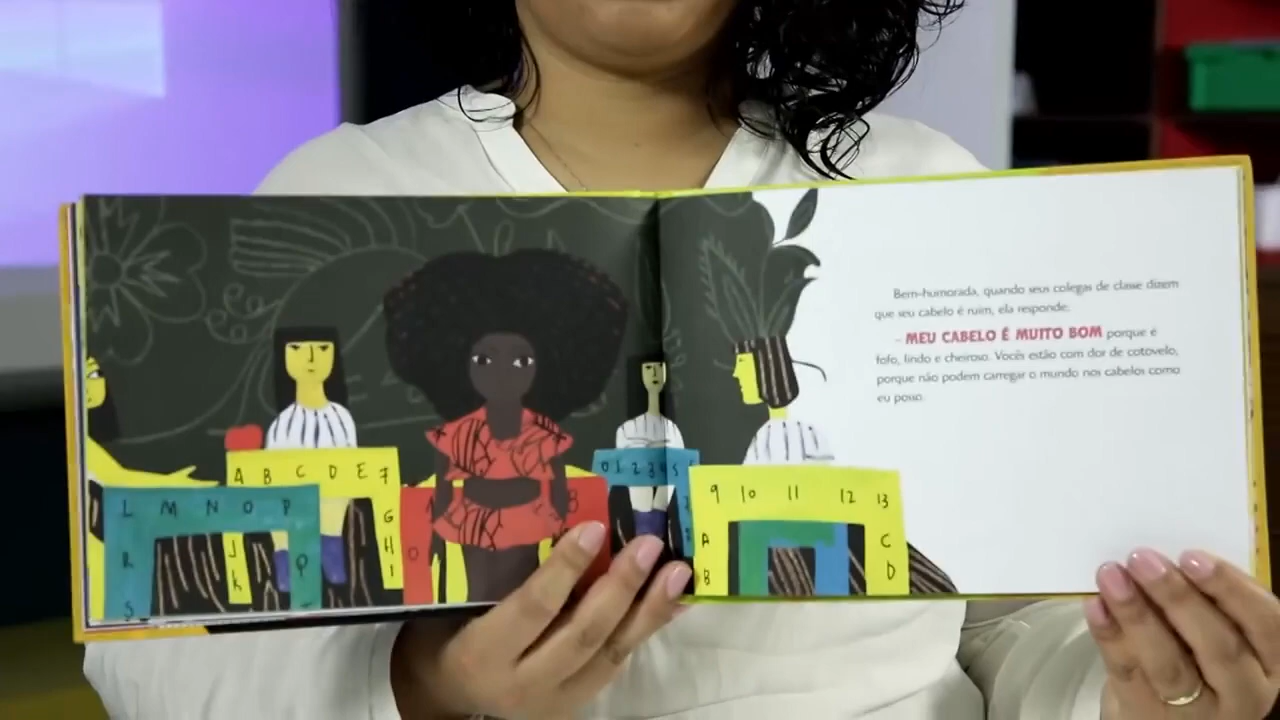 Bem-humorada, quando seus colegas de classe dizem
que seu cabelo é ruim, ela responde:
– MEU CABELO É MUITO BOM porque é
fofo, lindo e cheiroso. Vocês estão com dor de cotovelo,
porque não podem carregar o mundo nos cabelos como
eu posso.
A B C D E F
G
H
I
J
K
L M N O P
Q
R
S
0 1 2 3 4 5
9 10 11 12 13
A C
B D